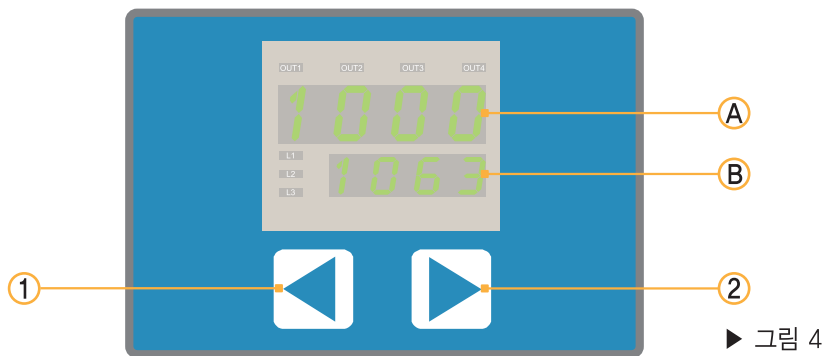 OUT1 OUT2 OUT3 OUT4
1000
A
L1
1063
L2
B
L3
1
2
▶ 그림 4